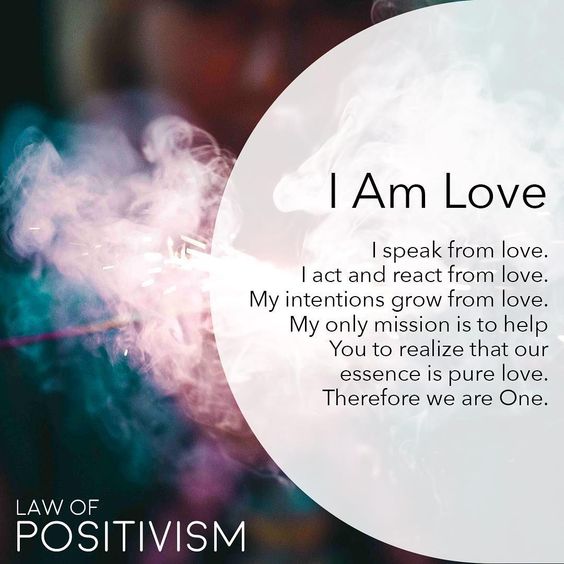 I Am Love
I speak from love.
I act and react from love.
My intentions grow from love.
My only mission is to help
You to realize that our
essence is pure love.
Therefore we are One.
LAW OF
POSITIVISM